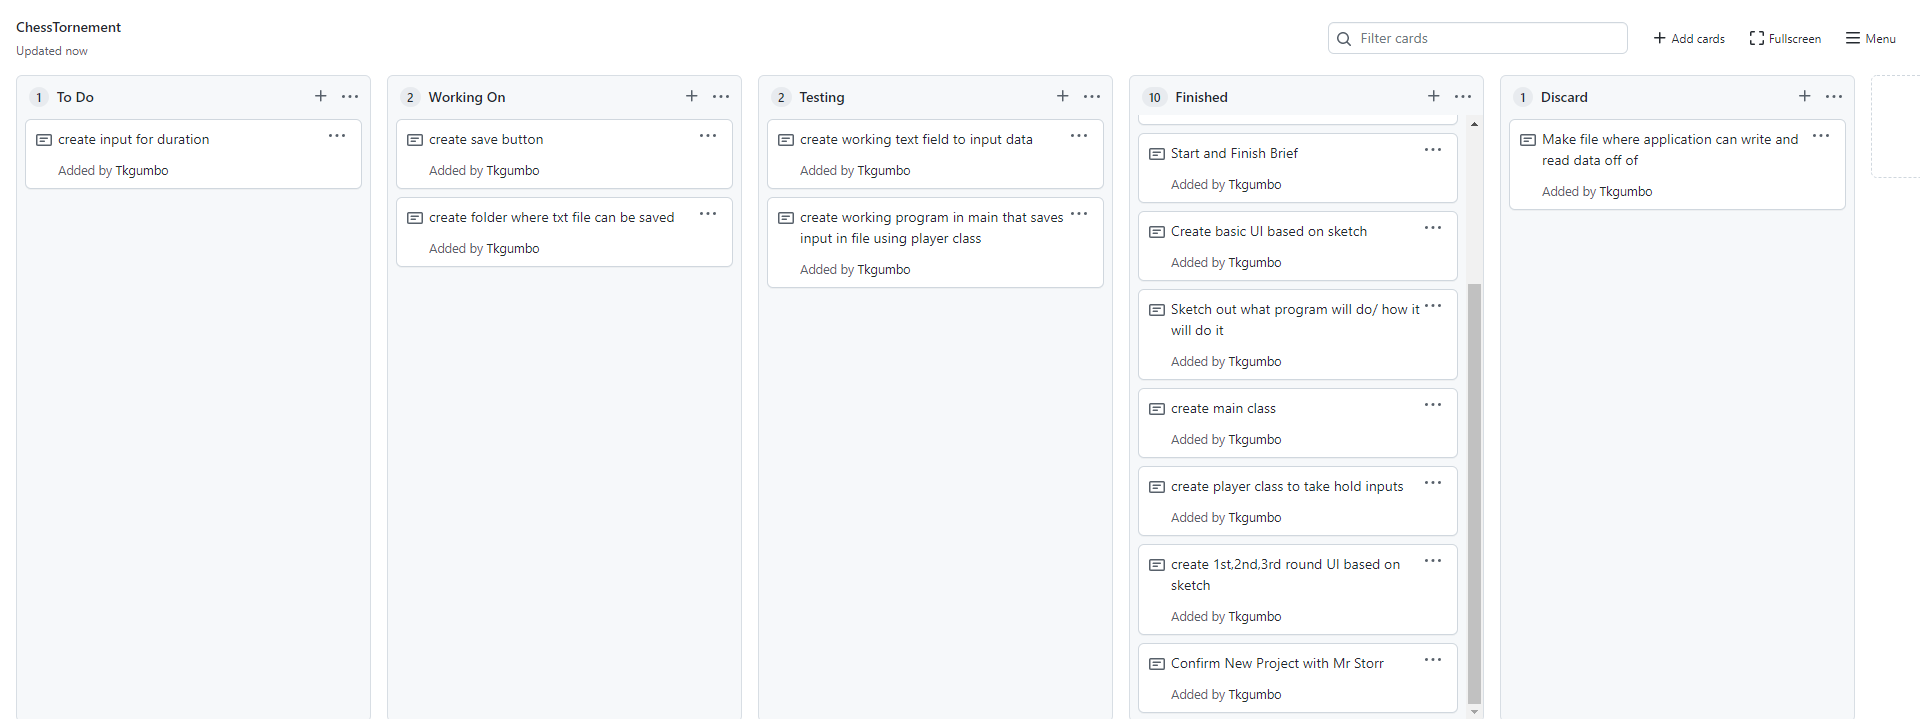 ChessTornement
Updated now
Filter cards
Add cards
Fullscreen
Menu
1 To Do
create input for duration
Added by Tkgumbo
2 Working On
create save button
Added by Tkgumbo
create folder where txt file can be saved
Added by Tkgumbo
2 Testing
create working text field to input data
Added by Tkgumbo
create working program in main that saves
input in file using player class
Added by Tkgumbo
10 Finished
Start and Finish Brief
Added by Tkgumbo
Create basic UI based on sketch
Added by Tkgumbo
Sketch out what program will do/ how it
will do it
Added by Tkgumbo
create main class
Added by Tkgumbo
create player class to take hold inputs
Added by Tkgumbo
create 1st,2nd,3rd round UI based on
sketch
Added by Tkgumbo
Confirm New Project with Mr Storr
Added by Tkgumbo
1 Discard
Make file where application can write and
read data off of
Added by Tkgumbo